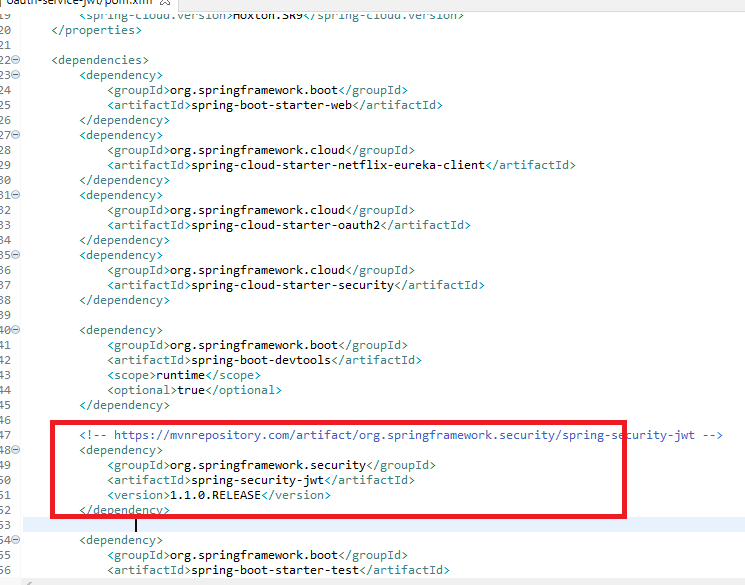 oauth-service-jwt/pom.xml
19 <spring-cloud.version>Hoxton.SR9</spring-cloud.version>
20 </properties>
21
22 <dependencies>
23 <dependency>
24 <groupId>org.springframework.boot</groupId>
25 <artifactId>spring-boot-starter-web</artifactId>
26 </dependency>
27 <dependency>
28 <groupId>org.springframework.cloud</groupId>
29 <artifactId>spring-cloud-starter-netflix-eureka-client</artifactId>
30 </dependency>
31 <dependency>
32 <groupId>org.springframework.cloud</groupId>
33 <artifactId>spring-cloud-starter-oauth2</artifactId>
34 </dependency>
35 <dependency>
36 <groupId>org.springframework.cloud</groupId>
37 <artifactId>spring-cloud-starter-security</artifactId>
38 </dependency>
39
40 <dependency>
41 <groupId>org.springframework.boot</groupId>
42 <artifactId>spring-boot-devtools</artifactId>
43 <scope>runtime</scope>
44 <optional>true</optional>
45 </dependency>
46
47 <!-- https://mvnrepository.com/artifact/org.springframework.security/spring-security-jwt -->
48 <dependency>
49 <groupId>org.springframework.security</groupId>
50 <artifactId>spring-security-jwt</artifactId>
51 <version>1.1.0.RELEASE</version>
52 </dependency>
53
54 <dependency>
55 <groupId>org.springframework.boot</groupId>
56 <artifactId>spring-boot-starter-test</artifactId>